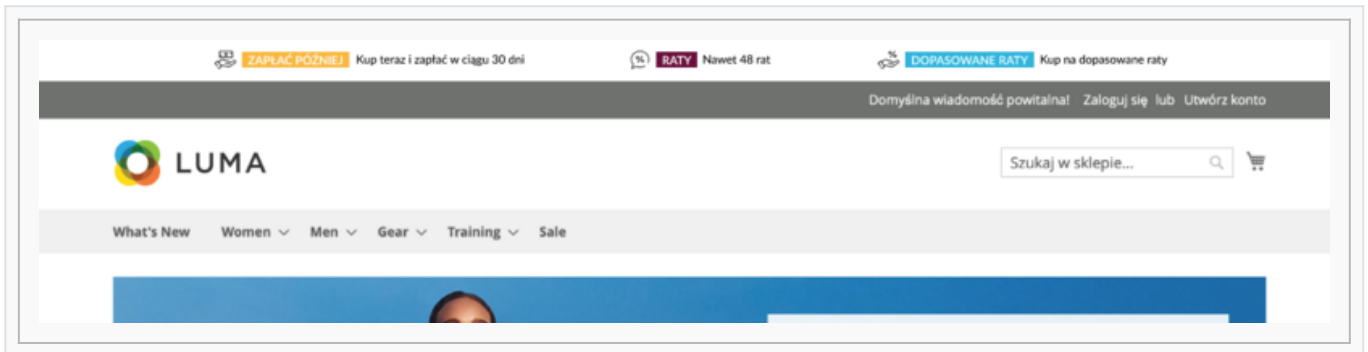 ZAPŁAĆ PÓŹNIEJ Kup teraz i zapłać w ciągu 30 dni RATY Nawet 48 rat DOPASOWANE RATY Kup na dopasowane raty
Domyślna wiadomość powitalna! Zaloguj się lub Utwórz konto
LUMA Szukaj w sklepie...
What's New Women Men Gear Training Sale